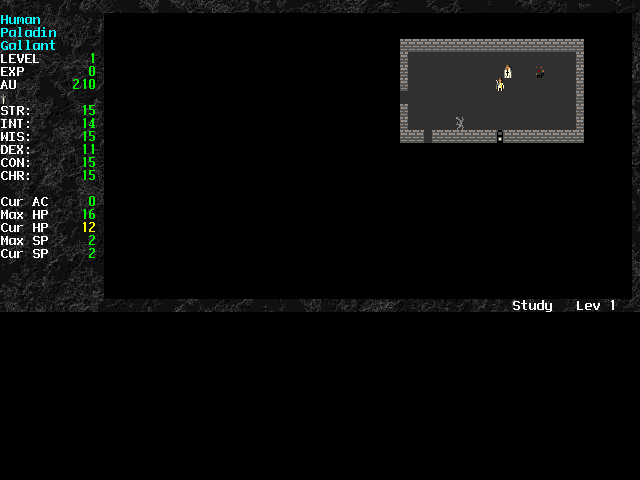 Human
Paladin
Gallant
LEVEL 1
EXP 0
AU 210
STR: 15
INT: 14
WIS: 15
DEX: 11
CON: 15
CHR: 15
Cur AC 0
Max HP 16
Cur HP 12
Max SP 2
Cur SP 2
Study Lev 1